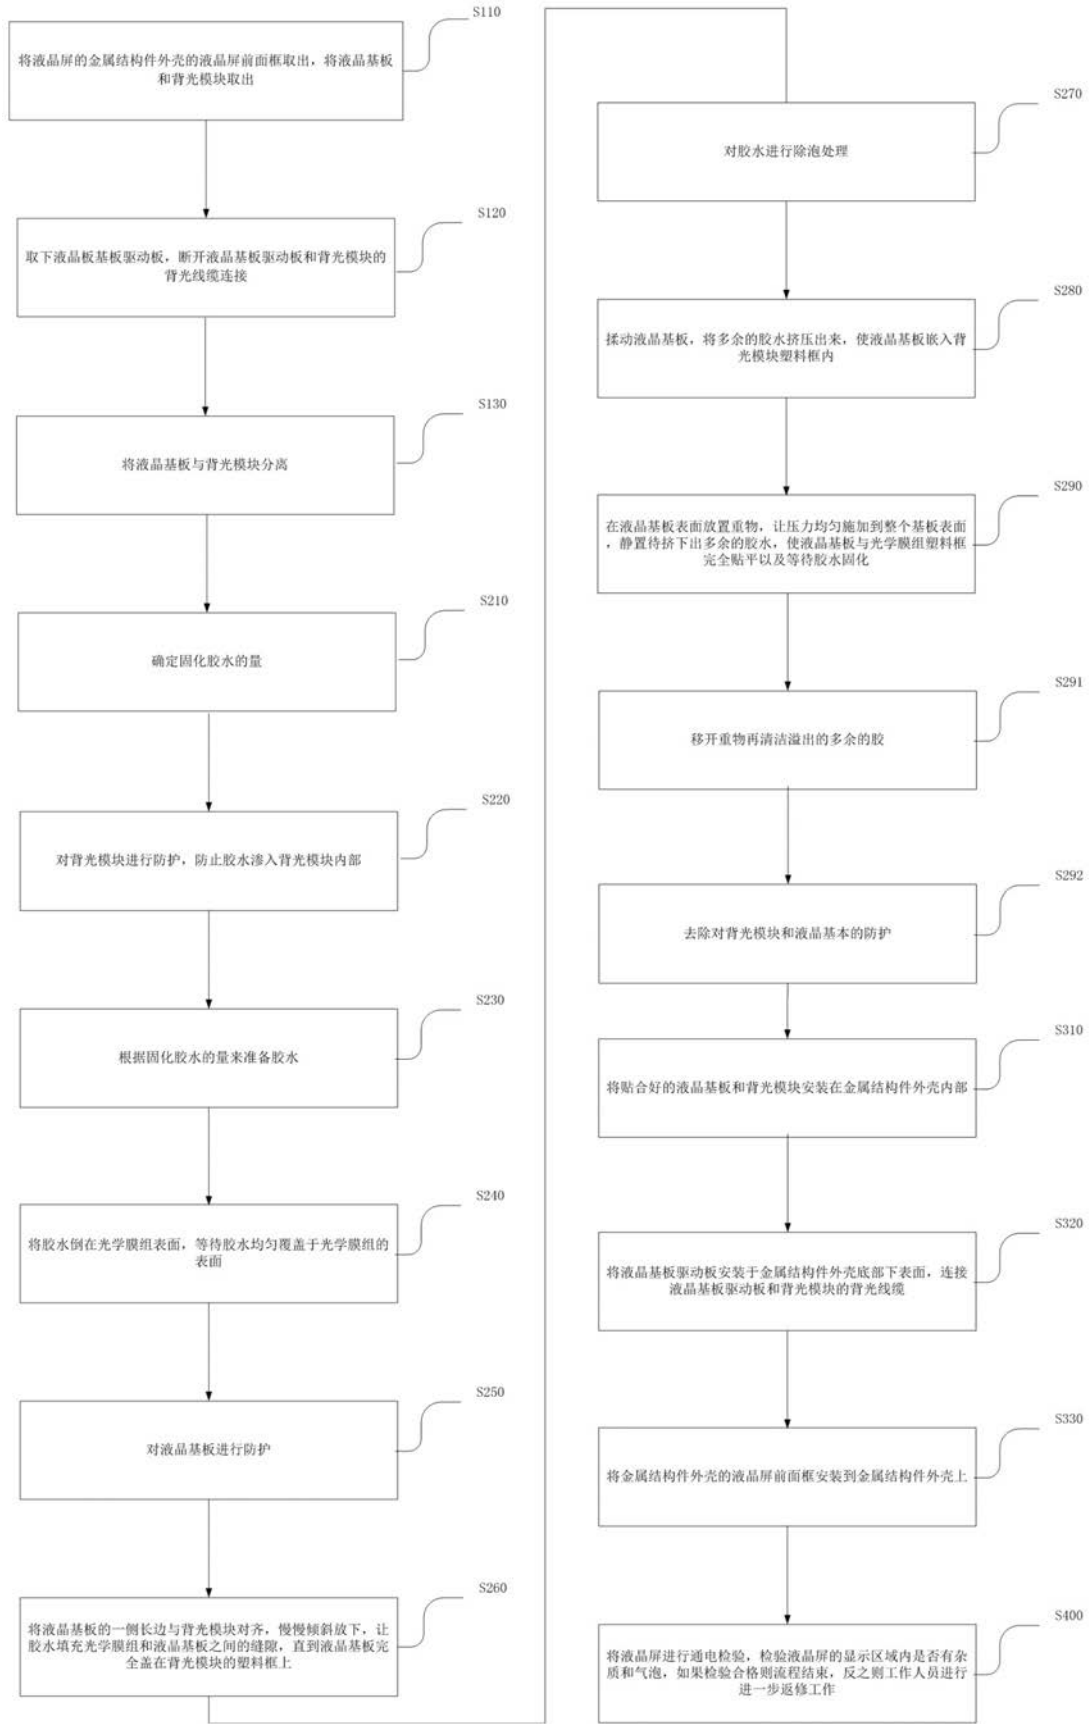 S110
将液晶屏的金属结构件外壳的液晶屏前面框取出，将液晶基板
和背光模块取出
S120
取下液晶板基板驱动板，断开液晶基板驱动板和背光模块的
背光线缆连接
S130
将液晶基板与背光模块分离
S210
确定固化胶水的量
S220
对背光模块进行防护，防止胶水渗入背光模块内部
S230
根据固化胶水的量来准备胶水
S240
将胶水倒在光学膜组表面，等待胶水均匀覆盖于光学膜组的
表面
S250
对液晶基板进行防护
S260
将液晶基板的一侧长边与背光模块对齐，慢慢倾斜放下，让
胶水填充光学膜组和液晶基板之间的缝隙，直到液晶基板完
全盖在背光模块的塑料框上
S270
对胶水进行除泡处理
S280
揉动液晶基板，将多余的胶水挤压出来，使液晶基板嵌入背
光模块塑料框内
S290
在液晶基板表面放置重物，让压力均匀施加到整个基板表面
，静置待挤下出多余的胶水，使液晶基板与光学膜组塑料框
完全贴平以及等待胶水固化
S291
移开重物再清洁溢出的多余的胶
S292
去除对背光模块和液晶基本的防护
S310
将贴合好的液晶基板和背光模块安装在金属结构件外壳内部
S320
将液晶基板驱动板安装于金属结构件外壳底部下表面，连接
液晶基板驱动板和背光模块的背光线缆
S330
将金属结构件外壳的液晶屏前面框安装到金属结构件外壳上
S400
将液晶屏进行通电检验，检验液晶屏的显示区域内是否有杂
质和气泡，如果检验合格则流程结束，反之则工作人员进行
进一步返修工作